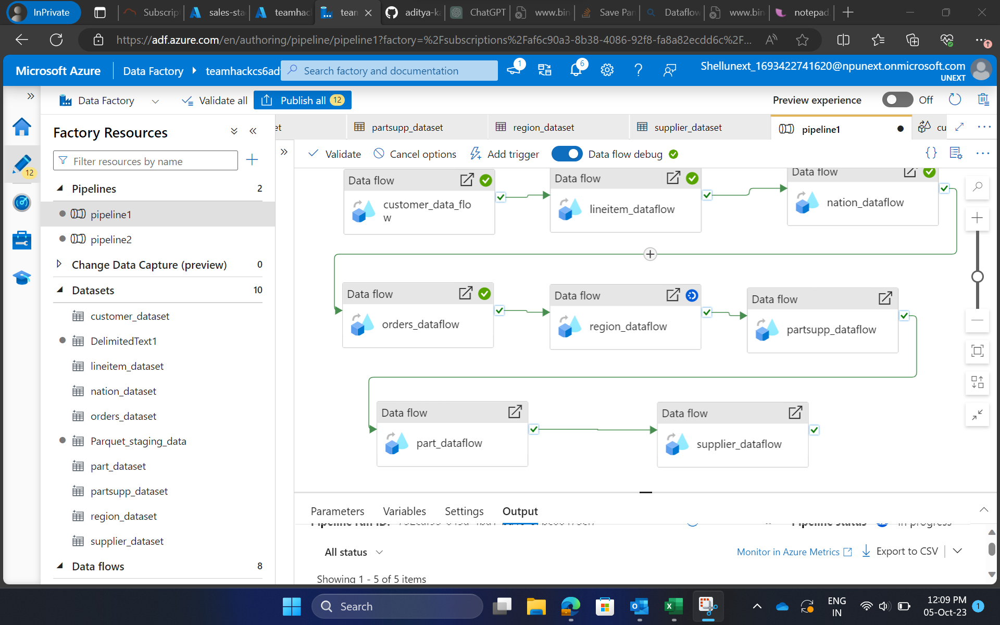 InPrivate
Subscript
sales-sta
teamhac
team
aditya-ka
ChatGPT
www.bin
Save Pan
Dataflow
www.bin
notepad
https://adf.azure.com/en/authoring/pipeline/pipeline1?factory=%2Fsubscriptions%2Faf6c90a3-8b38-4086-92f8-fa8a82ecdd6c%2F...
Microsoft Azure
Data Factory
teamhackcs6adf
Search factory and documentation
1
6
Shellunext_1693422741620@npunext.onmicrosoft.com
UNEXT
Data Factory
Validate all
Publish all 12
Preview experience
Off
Factory Resources
et
partsupp_dataset
region_dataset
supplier_dataset
pipeline1
cu
Filter resources by name
Validate
Cancel options
Add trigger
Data flow debug
12
Pipelines 2
pipeline1
pipeline2
Change Data Capture (preview) 0
Datasets 10
customer_dataset
DelimitedText1
lineitem_dataset
nation_dataset
orders_dataset
Parquet_staging_data
part_dataset
partsupp_dataset
region_dataset
supplier_dataset
Data flows 8
Data flow
customer_data_flo
w
Data flow
lineitem_dataflow
Data flow
nation_dataflow
Data flow
orders_dataflow
Data flow
region_dataflow
Data flow
partsupp_dataflow
Data flow
part_dataflow
Data flow
supplier_dataflow
Parameters
Variables
Settings
Output
Pipeline run ID:
Pipeline status
In progress
All status
Monitor in Azure Metrics
Export to CSV
Showing 1 - 5 of 5 items
Search
ENG
IN
12:09 PM
05-Oct-23
1